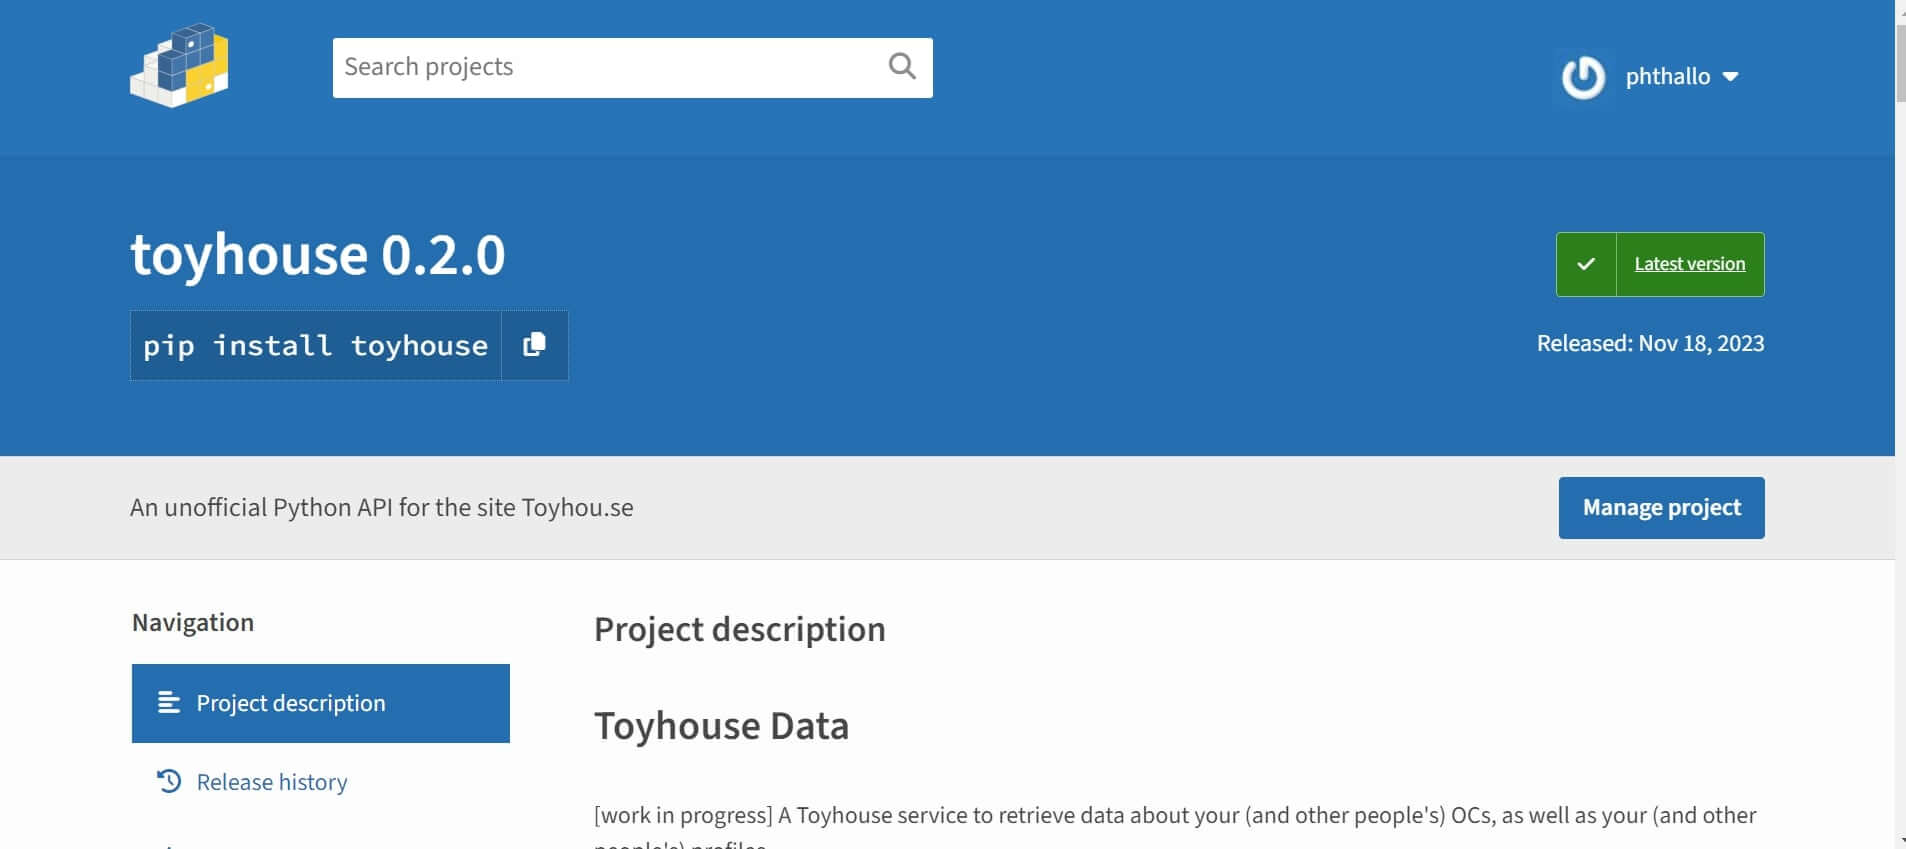 Search projects
phthallo
toyhouse 0.2.0
Latest version
pip install toyhouse
Released: Nov 18, 2023
An unofficial Python API for the site Toyhou.se
Manage project
Navigation
Project description
Release history
Project description
Toyhouse Data
[work in progress] A Toyhouse service to retrieve data about your (and other people's) OCs, as well as your (and other
people's) profiles.